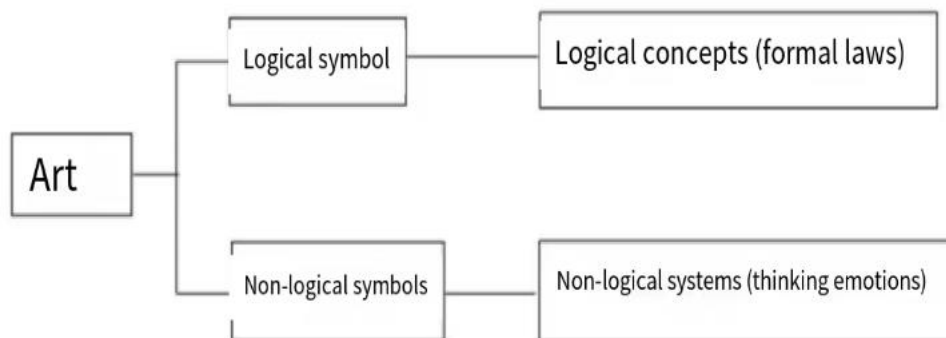 Logical symbol
Logical concepts (formal laws)
Art
Non-logical symbols
Non-logical systems (thinking emotions)